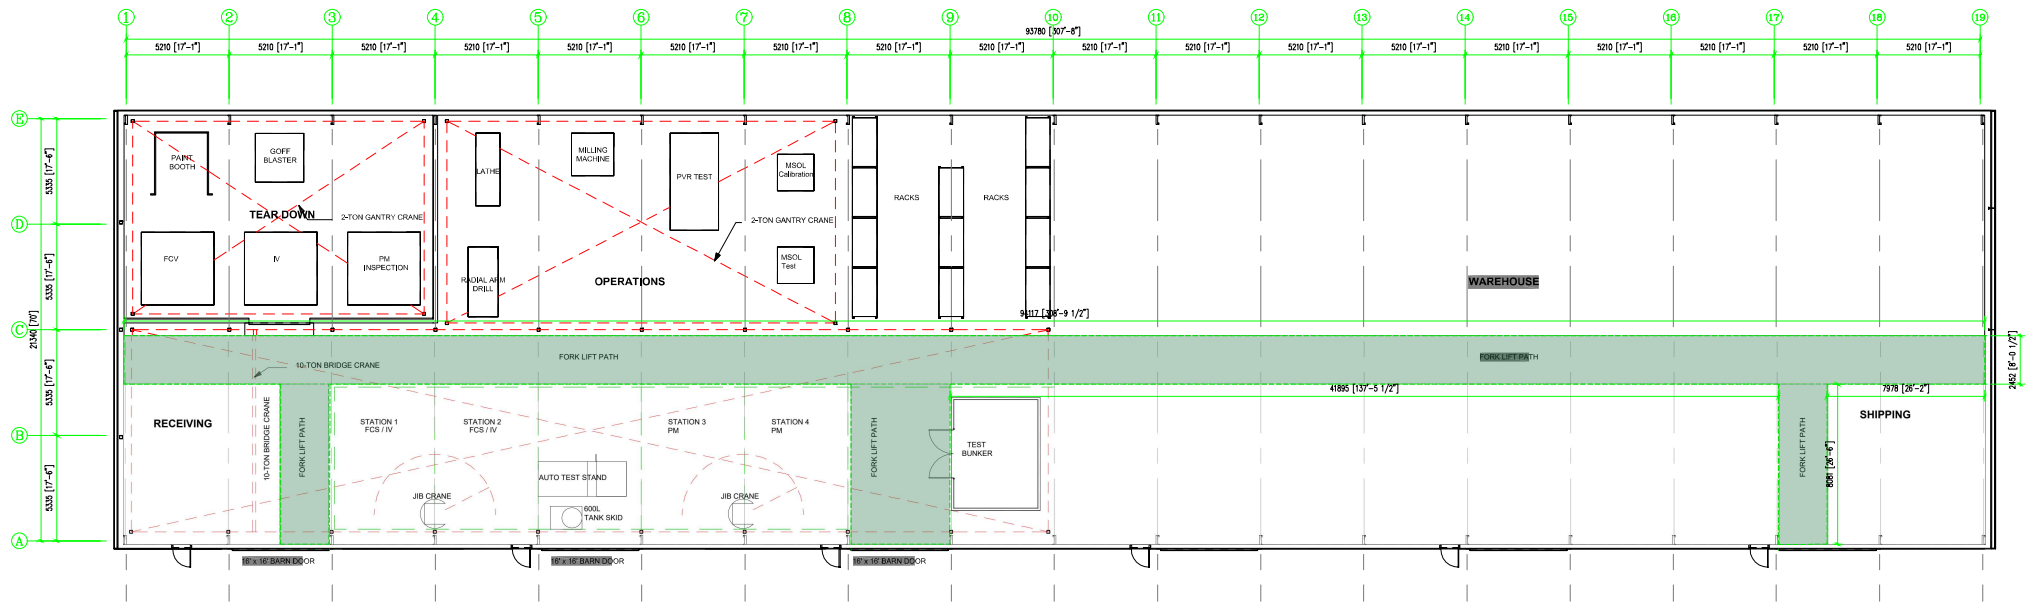 1 2 3 4 5 6 7 8 9 10 11 12 13 14 15 16 17 18 19
93780 [307'-8"]
5210 [17'-1"] 5210 [17'-1"] 5210 [17'-1"] 5210 [17'-1"] 5210 [17'-1"] 5210 [17'-1"] 5210 [17'-1"] 5210 [17'-1"] 5210 [17'-1"] 5210 [17'-1"] 5210 [17'-1"] 5210 [17'-1"] 5210 [17'-1"] 5210 [17'-1"] 5210 [17'-1"] 5210 [17'-1"] 5210 [17'-1"] 5210 [17'-1"]
E
D
C
B
A
5335 [17'-6"]
5335 [17'-6"]
5335 [17'-6"]
5335 [17'-6"]
21340 [70']
PAINT
BOOTH
GOFF
BLASTER
TEAR DOWN
2-TON GANTRY CRANE
FCV
IV
PM
INSPECTION
LATHE
MILLING
MACHINE
PVR TEST
MSOL
Calibration
2-TON GANTRY CRANE
MSOL
Test
RADIAL ARM
DRILL
OPERATIONS
RACKS
RACKS
WAREHOUSE
94117 [308'-9 1/2"]
FORK LIFT PATH
FORK LIFT PATH
2452 [8'-0 1/2"]
10-TON BRIDGE CRANE
41895 [137'-5 1/2"]
7978 [26'-2"]
RECEIVING
10-TON BRIDGE CRANE
FORK LIFT PATH
STATION 1
FCS / IV
STATION 2
FCS / IV
STATION 3
PM
STATION 4
PM
FORK LIFT PATH
TEST
BUNKER
FORK LIFT PATH
8081 [26'-6"]
SHIPPING
AUTO TEST STAND
JIB CRANE
600L
TANK SKID
JIB CRANE
16' x 16' BARN DOOR
16' x 16' BARN DOOR
16' x 16' BARN DOOR